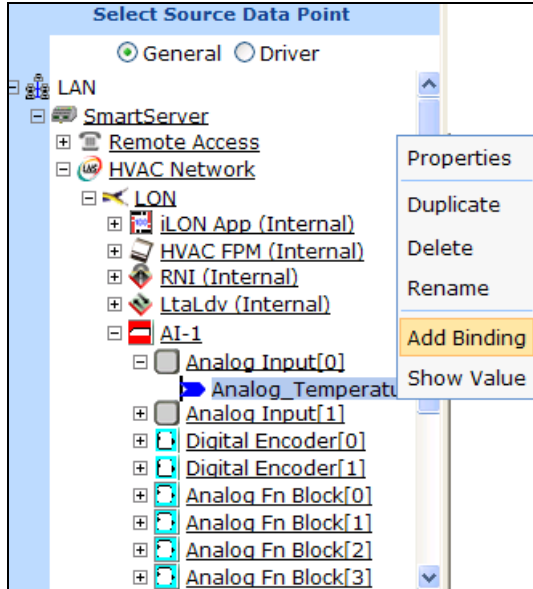 Select Source Data Point
General Driver
LAN
SmartServer
Remote Access
HVAC Network
LON
iLON App (Internal)
HVAC FPM (Internal)
RNI (Internal)
LtaLdv (Internal)
AI-1
Analog Input[0]
Analog_Temperatu
Analog Input[1]
Digital Encoder[0]
Digital Encoder[1]
Analog Fn Block[0]
Analog Fn Block[1]
Analog Fn Block[2]
Analog Fn Block[3]
Properties
Duplicate
Delete
Rename
Add Binding
Show Value